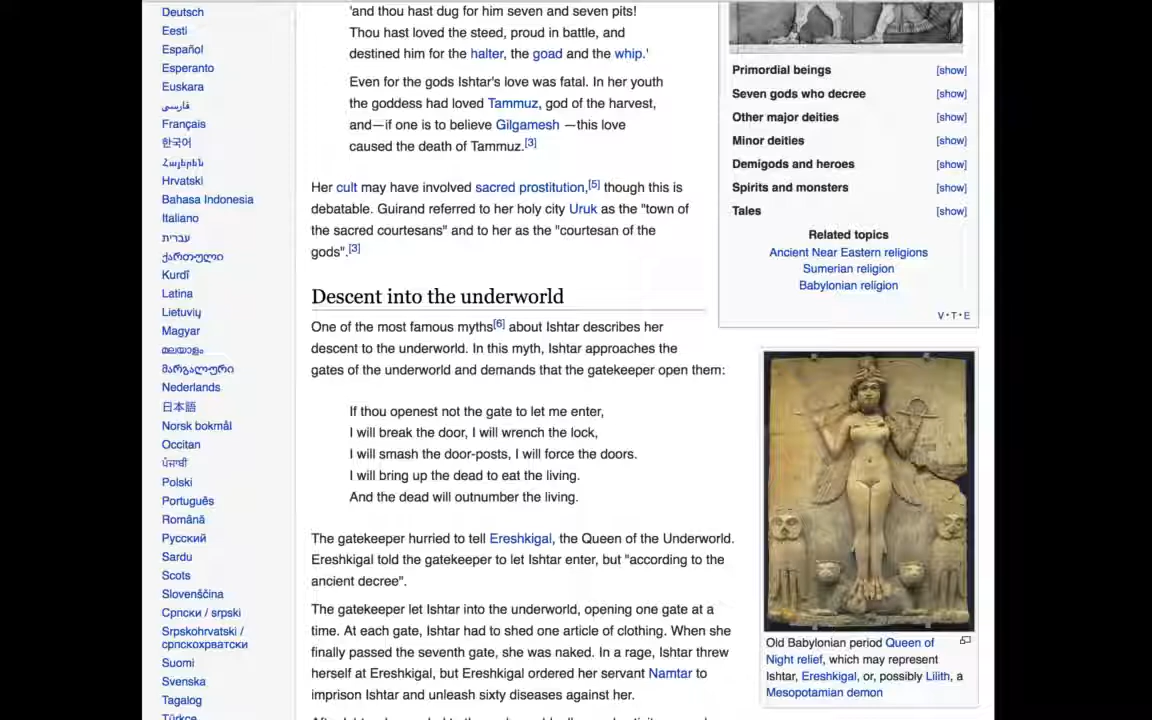 Deutsch
Eesti
Español
Esperanto
Euskara
فارسی
Français
한국어
Հայերեն
Hrvatski
Bahasa Indonesia
Italiano
עברית
ქართული
Kurdî
Latina
Lietuvių
Magyar
മലയാളം
მარგალური
Nederlands
日本語
Norsk bokmål
Occitan
ਪੰਜਾਬੀ
Polski
Português
Română
Русский
Sardu
Scots
Slovenščina
Српски / srpski
Srpskohrvatski /
српскохрватски
Suomi
Svenska
Tagalog
Türkçe
'and thou hast dug for him seven and seven pits!
Thou hast loved the steed, proud in battle, and
destined him for the halter, the goad and the whip.'
Even for the gods Ishtar's love was fatal. In her youth
the goddess had loved Tammuz, god of the harvest,
and—if one is to believe Gilgamesh —this love
caused the death of Tammuz.[3]
Her cult may have involved sacred prostitution,[5] though this is
debatable. Guirand referred to her holy city Uruk as the "town of
the sacred courtesans" and to her as the "courtesan of the
gods".[3]
Descent into the underworld
One of the most famous myths[6] about Ishtar describes her
descent to the underworld. In this myth, Ishtar approaches the
gates of the underworld and demands that the gatekeeper open them:
If thou openest not the gate to let me enter,
I will break the door, I will wrench the lock,
I will smash the door-posts, I will force the doors.
I will bring up the dead to eat the living.
And the dead will outnumber the living.
The gatekeeper hurried to tell Ereshkigal, the Queen of the Underworld.
Ereshkigal told the gatekeeper to let Ishtar enter, but "according to the
ancient decree".
The gatekeeper let Ishtar into the underworld, opening one gate at a
time. At each gate, Ishtar had to shed one article of clothing. When she
finally passed the seventh gate, she was naked. In a rage, Ishtar threw
herself at Ereshkigal, but Ereshkigal ordered her servant Namtar to
imprison Ishtar and unleash sixty diseases against her.
Primordial beings [show]
Seven gods who decree [show]
Other major deities [show]
Minor deities [show]
Demigods and heroes [show]
Spirits and monsters [show]
Tales [show]
Related topics
Ancient Near Eastern religions
Sumerian religion
Babylonian religion
V·T·E
Old Babylonian period Queen of
Night relief, which may represent
Ishtar, Ereshkigal, or, possibly Lilith, a
Mesopotamian demon